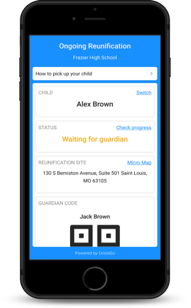 Ongoing Reunification
Frazier High School
How to pick up your child
CHILD Switch
Alex Brown
STATUS Check progress
Waiting for guardian
REUNIFICATION SITE Micro Map
130 S Bemiston Avenue, Suite 501 Saint Louis,
MO 63105
GUARDIAN CODE
Jack Brown
Powered by